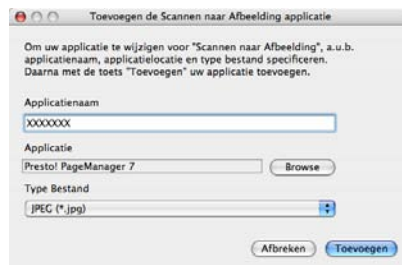 Toevoegen de Scannen naar Afbeelding applicatie
Om uw applicatie te wijzigen voor "Scannen naar Afbeelding", a.u.b.
applicatienaam, applicatielocatie en type bestand specificeren.
Daarna met de toets "Toevoegen" uw applicatie toevoegen.
Applicatienaam
XXXXXXX
Applicatie
Presto! PageManager 7
Browse
Type Bestand
JPEG (*.jpg)
Afbreken
Toevoegen